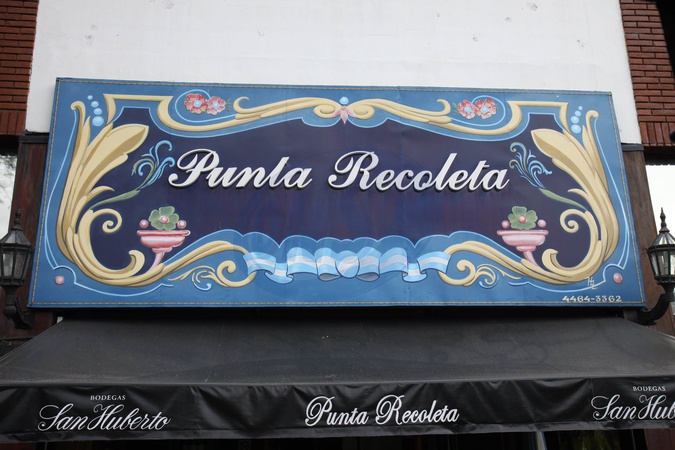 Punta Recoleta
4464-3362
BODEGAS
San Huberto
Punta Recoleta
BODEGAS
San Hub